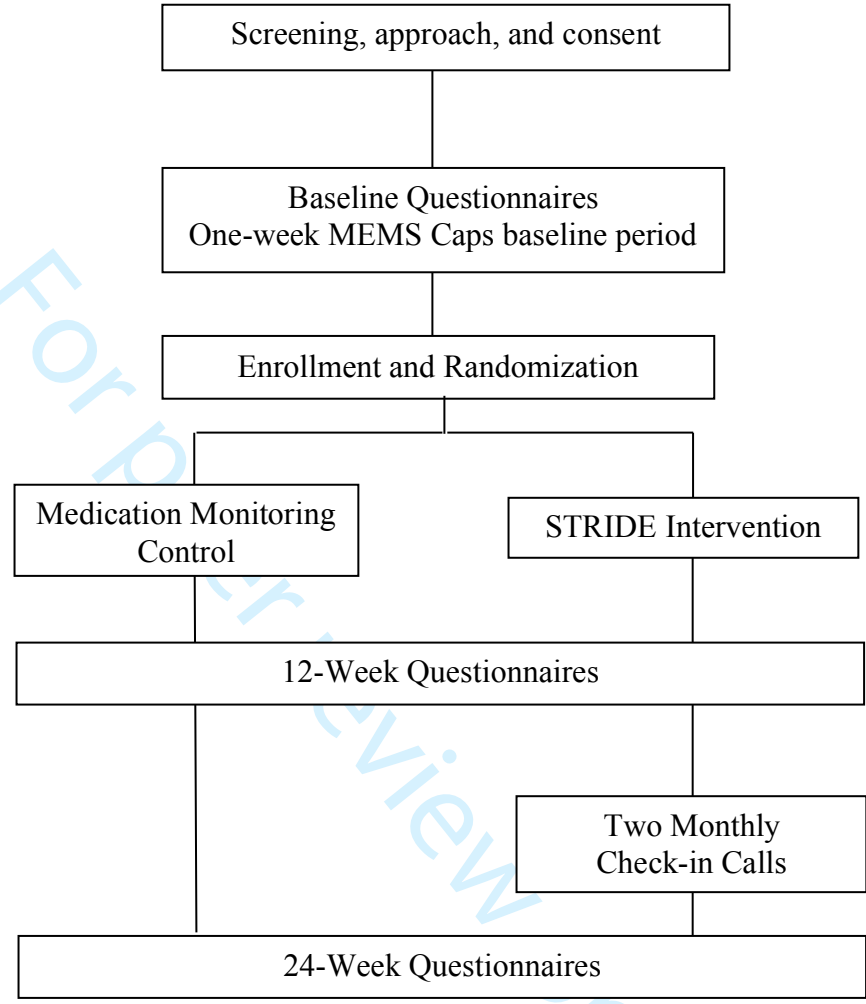 Screening, approach, and consent
Baseline Questionnaires
One-week MEMS Caps baseline period
Enrollment and Randomization
Medication Monitoring
Control
STRIDE Intervention
12-Week Questionnaires
Two Monthly
Check-in Calls
24-Week Questionnaires
For peer review